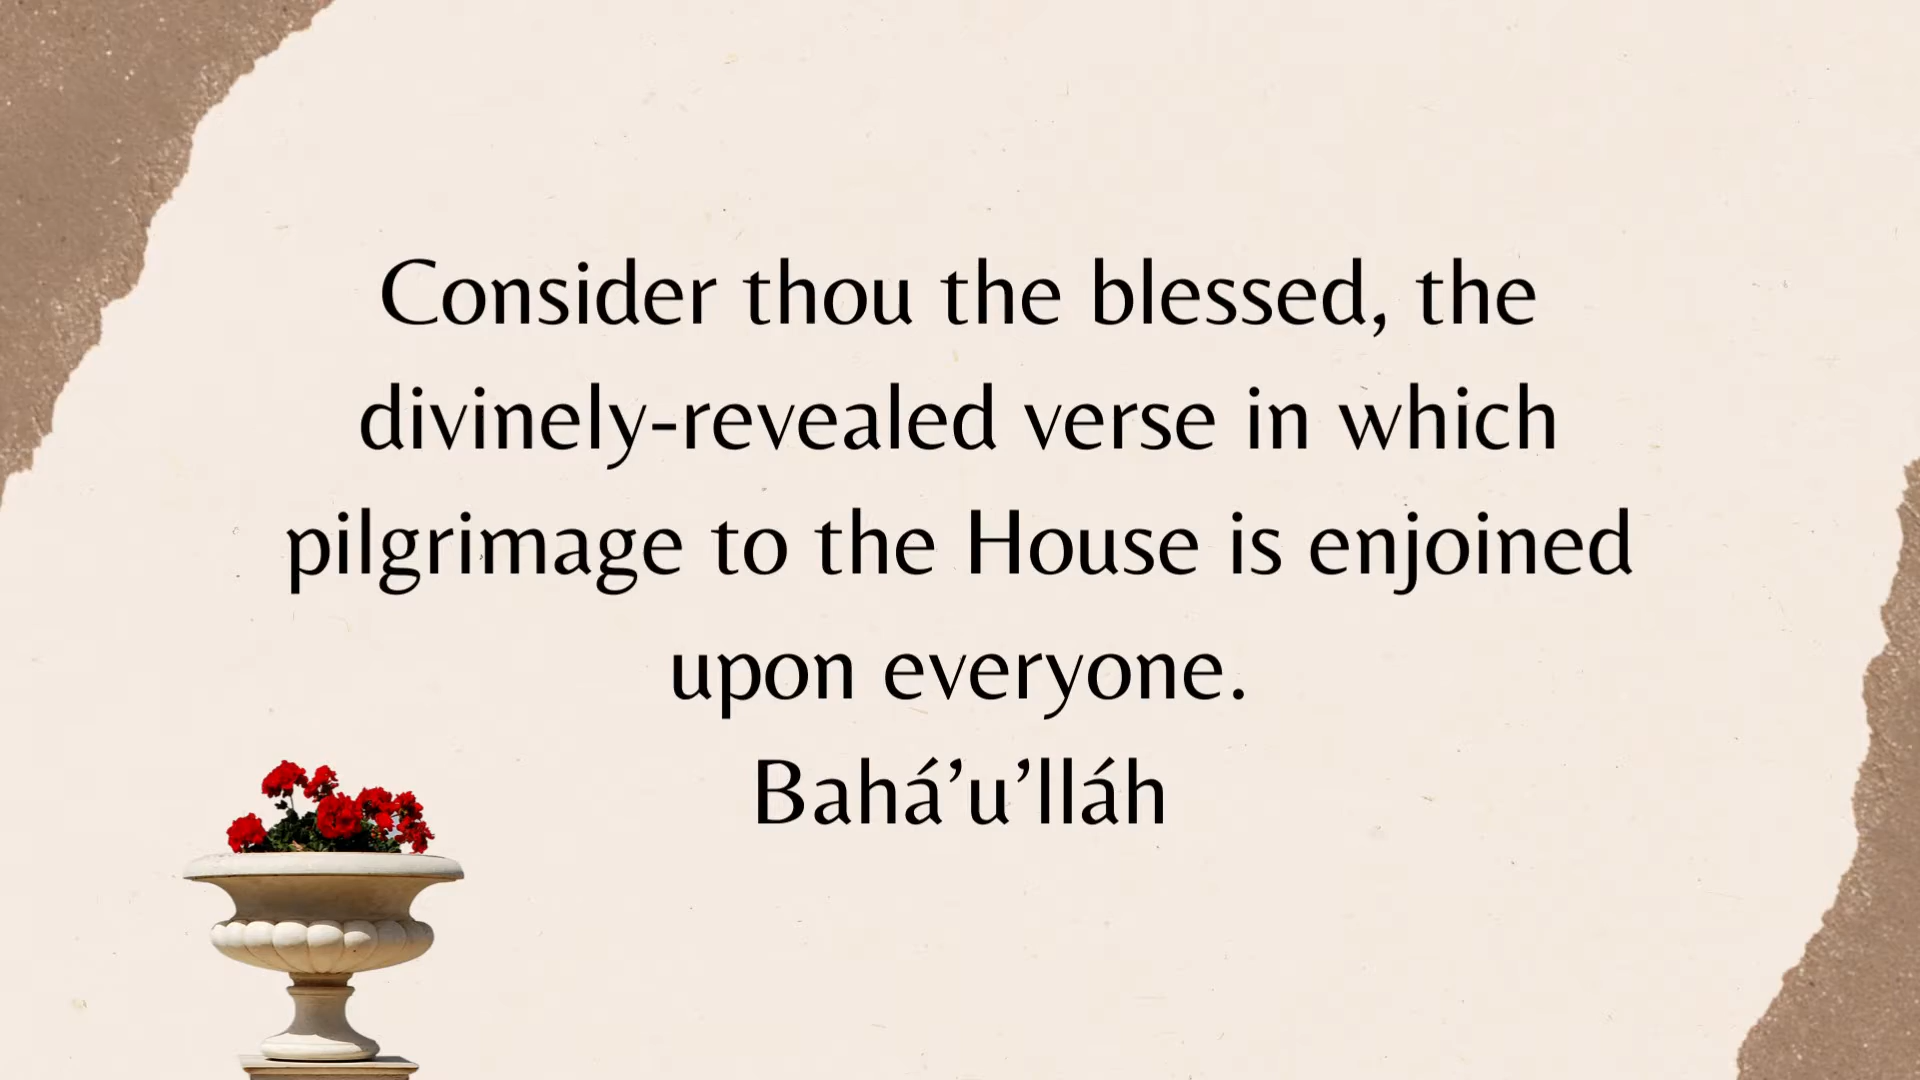 Consider thou the blessed, the
divinely-revealed verse in which
pilgrimage to the House is enjoined
upon everyone.
Bahá’u’lláh